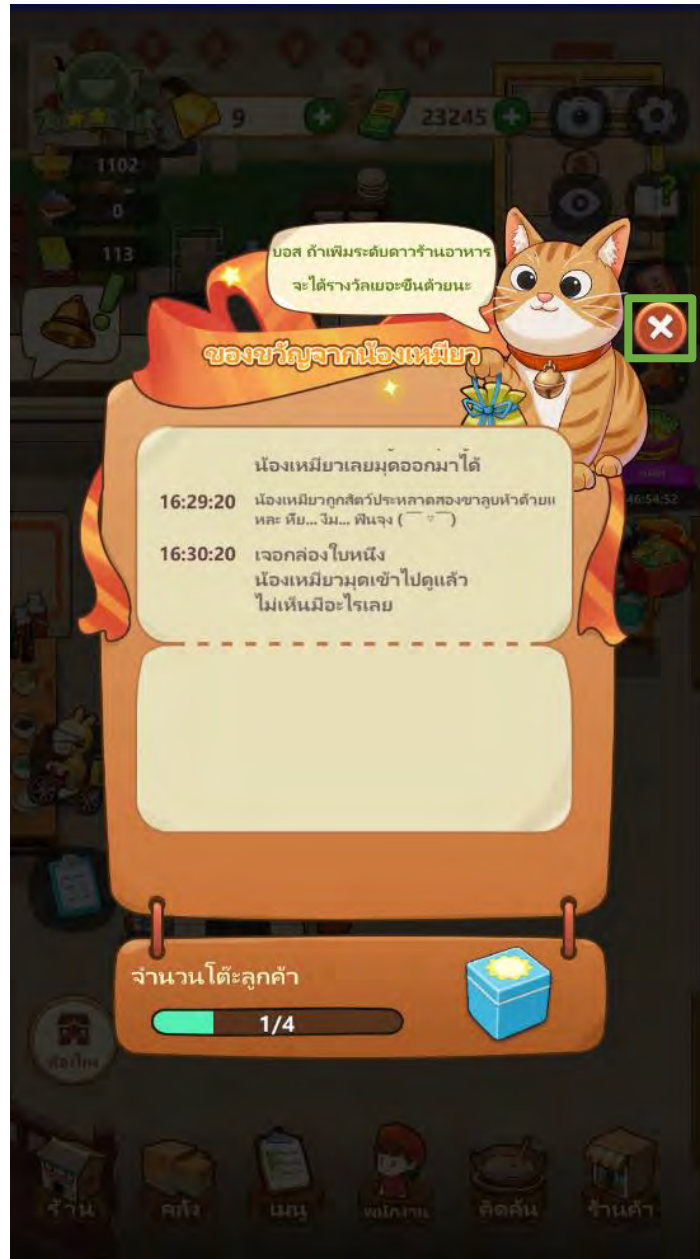 9
23245
1102
0
113
บอส ถ้าเพิ่มระดับดาวร้านอาหาร
จะได้รางวัลเยอะขึ้นด้วยนะ
ของขวัญจากน้องเหมียว
น้องเหมียวเลยมุดออกมาได้
16:29:20 น้องเหมียวถูกสัตว์ประหลาดสองขาลูบหัวด้วยแ
หละ หึย... งึม... ฟินจุง ( ￣ ▿ ￣)
46:54:52
16:30:20 เจอกล่องใบหนึ่ง
น้องเหมียวมุดเข้าไปดูแล้ว
ไม่เห็นมีอะไรเลย
จำนวนโต๊ะลูกค้า
1/4
ร้าน
คลัง
เมนู
พนักงาน
คิดค้น
ร้านค้า